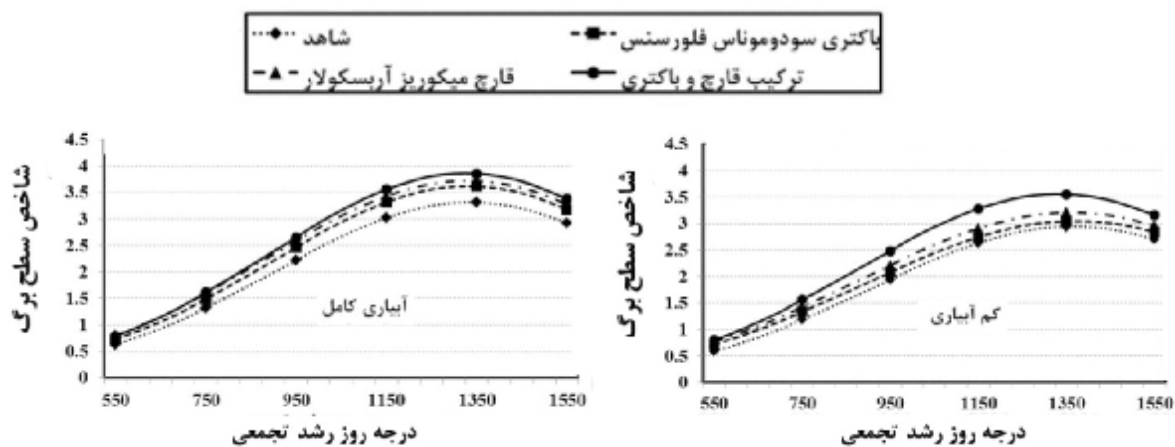 شاهد
باکتری سودوموناس فلورسنس
قارچ میکوریز آربسکولار
ترکیب قارچ و باکتری
شاخص سطح برگ
4.5
4
3.5
3
2.5
2
1.5
1
0.5
0
آبیاری کامل
550 750 950 1150 1350 1550
درجه روز رشد تجمعی
شاخص سطح برگ
4.5
4
3.5
3
2.5
2
1.5
1
0.5
0
کم آبیاری
550 750 950 1150 1350 1550
درجه روز رشد تجمعی